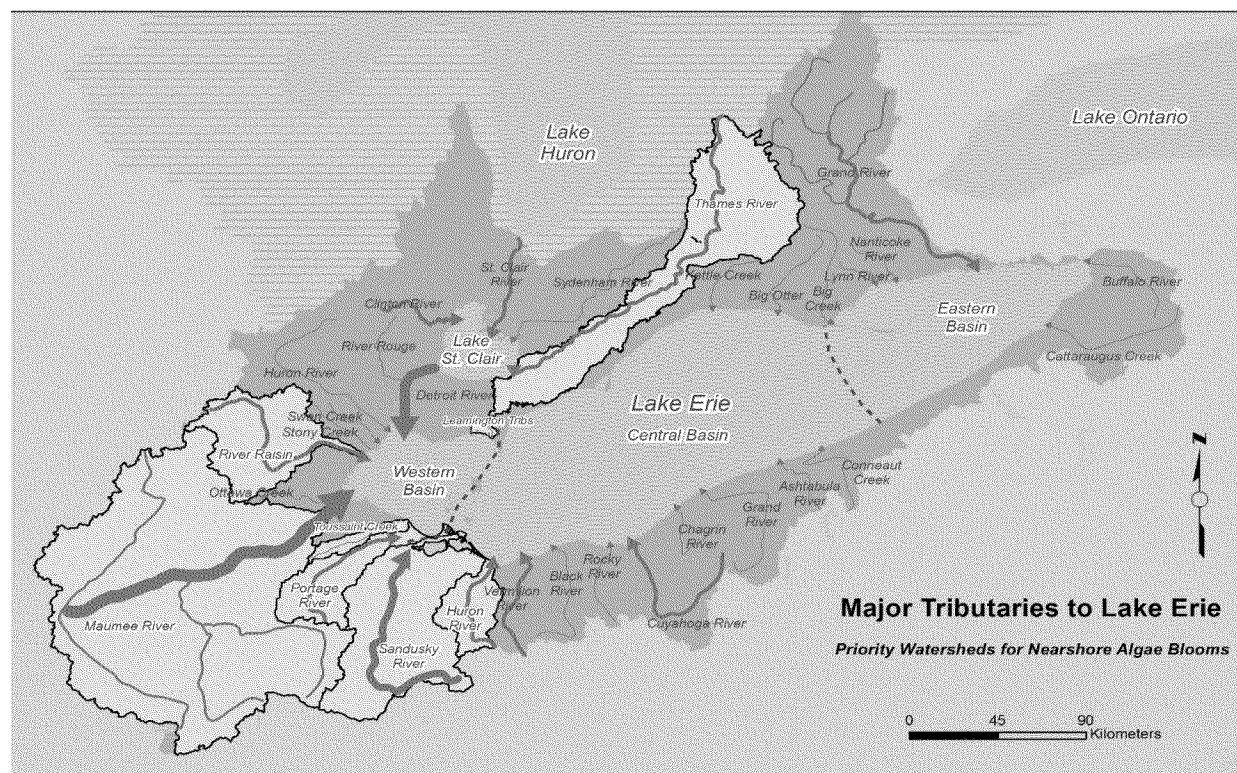 Lake Ontario
Lake
Huron
Grand River
Thames River
Nanticoke
River
St. Clair
River
Sydenham River
Kettle Creek
Lynn River
Buffalo River
Big Otter
Big
Creek
Clinton River
Eastern
Basin
River Rouge
Lake
St. Clair
Cattaraugus Creek
Huron River
Detroit River
Lake Erie
Swan Creek
Leamington Tribs
Stony Creek
Central Basin
River Raisin
Western
Basin
Conneaut
Creek
Ashtabula
River
Ottawa Creek
Grand
River
Toussaint Creek
Chagrin
River
Rocky
River
Black
River
Vermilion
River
Portage
River
Huron
River
Maumee River
Cuyahoga River
Sandusky
River
N
Major Tributaries to Lake Erie
Priority Watersheds for Nearshore Algae Blooms
0 45 90
Kilometers